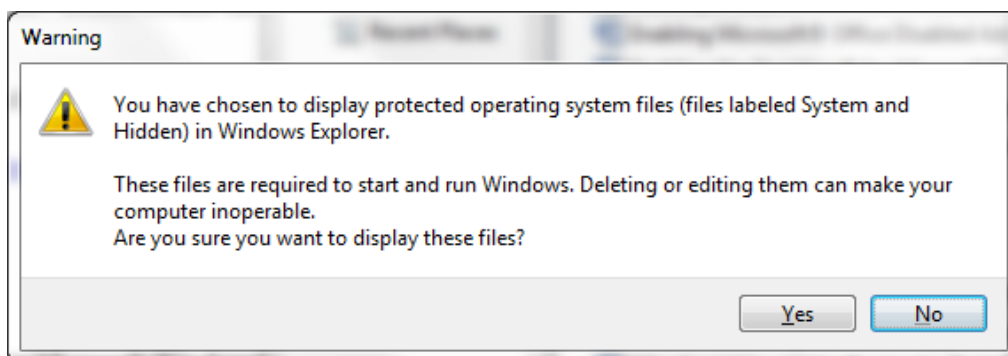 Warning
Recent Places
You have chosen to display protected operating system files (files labeled System and
Hidden) in Windows Explorer.
These files are required to start and run Windows. Deleting or editing them can make your
computer inoperable.
Are you sure you want to display these files?
Yes
No